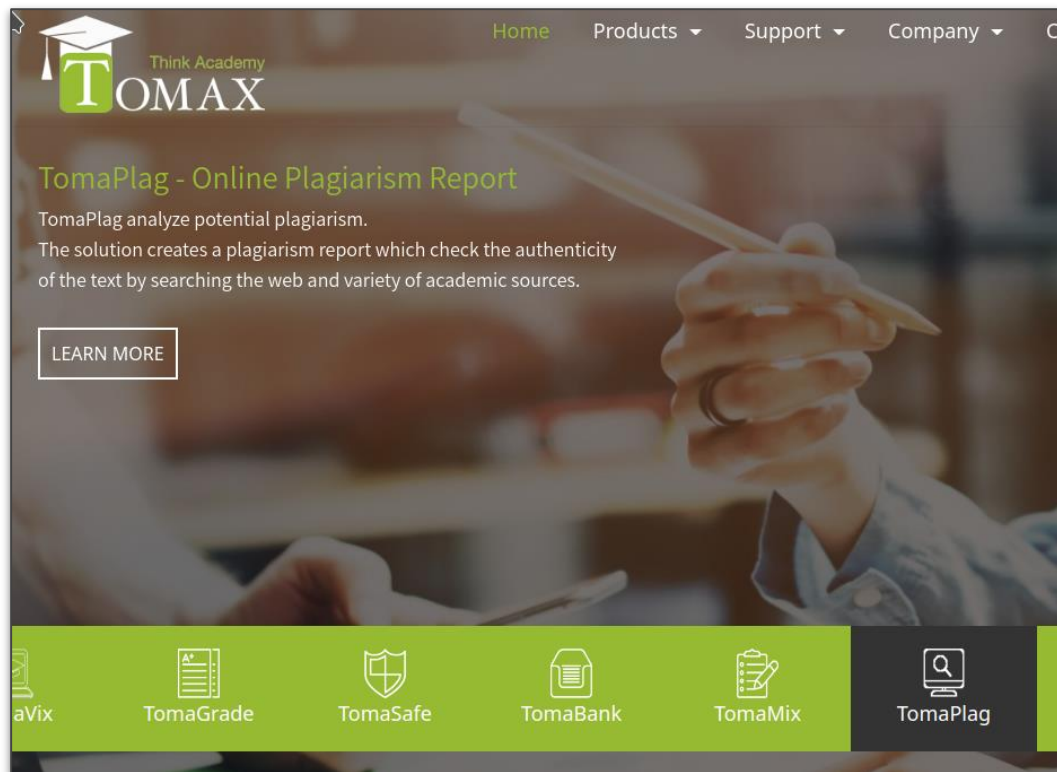 Home Products Support Company
Think Academy
TOMAX
TomaPlag - Online Plagiarism Report
TomaPlag analyze potential plagiarism.
The solution creates a plagiarism report which check the authenticity
of the text by searching the web and variety of academic sources.
LEARN MORE
A+
aVix TomaGrade TomaSafe TomaBank TomaMix TomaPlag